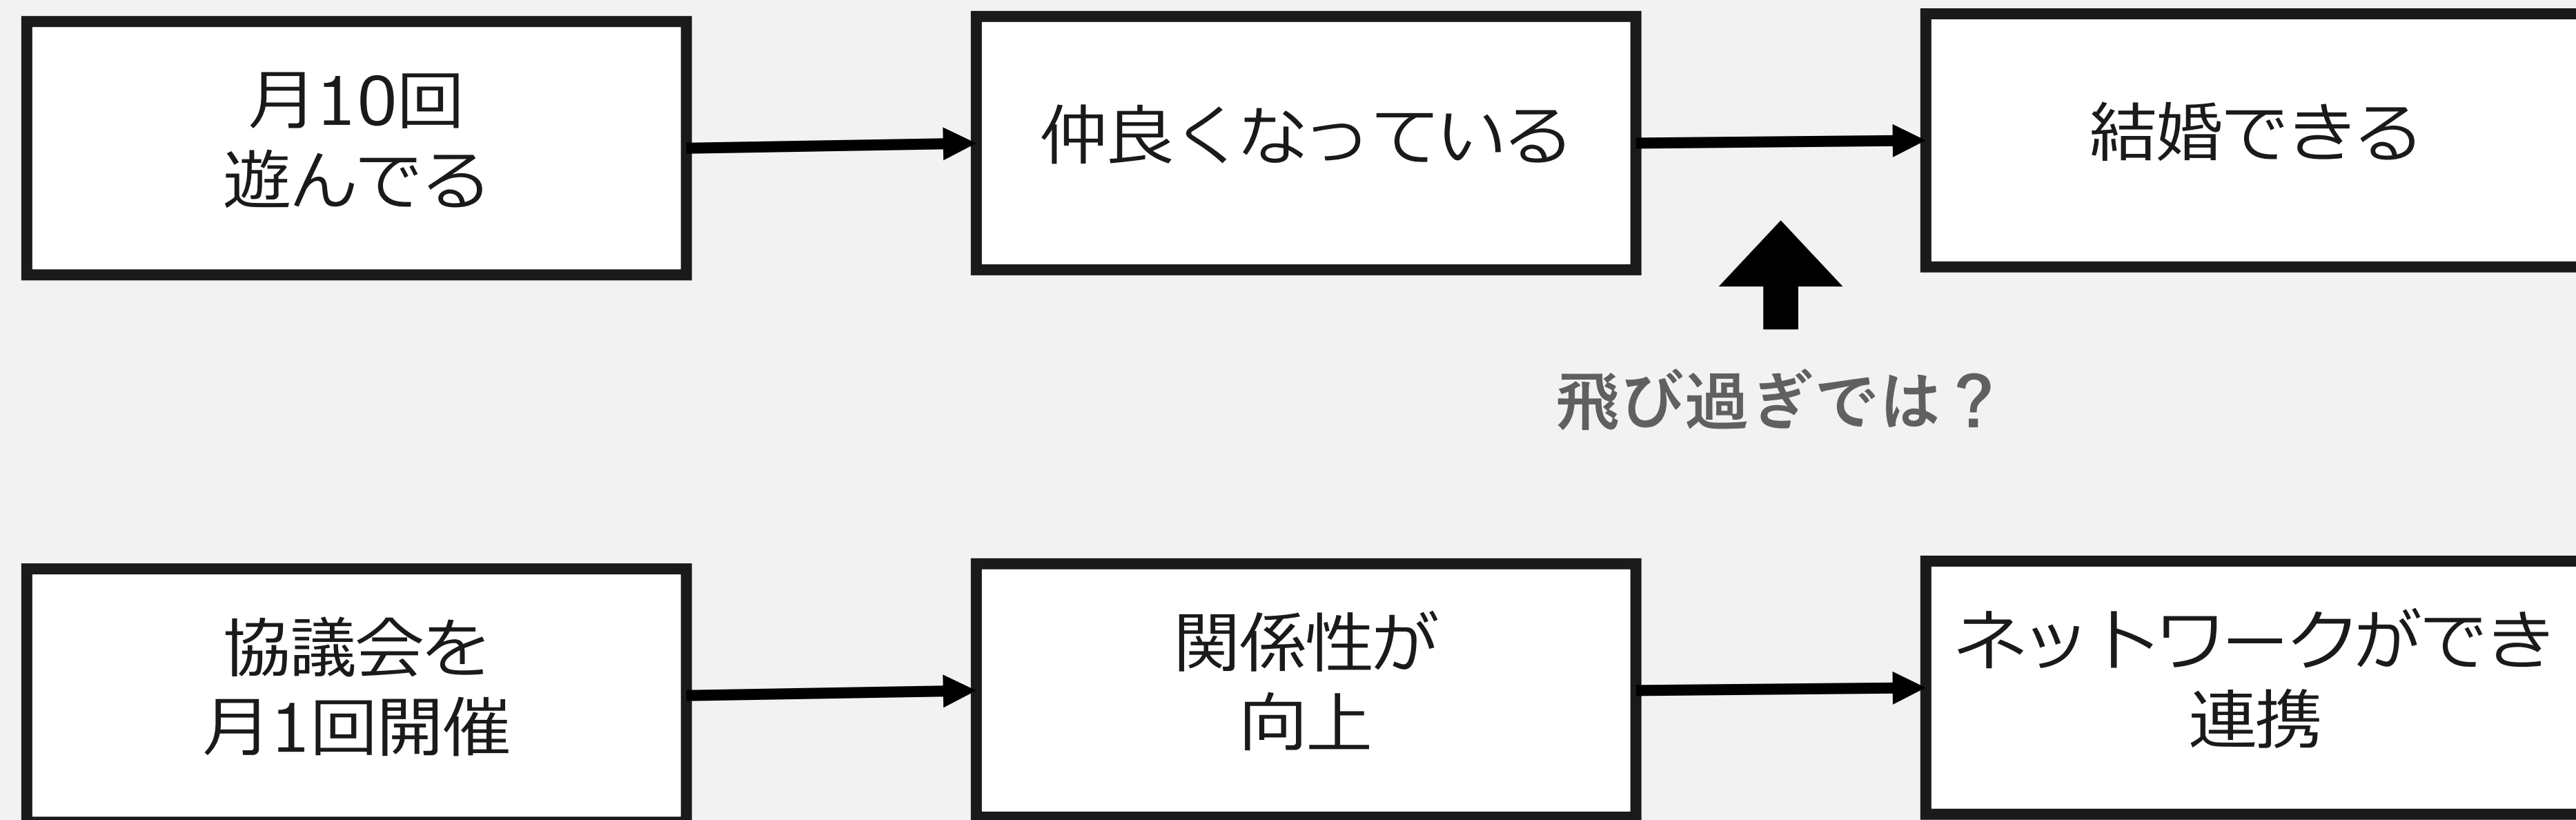 月10回
遊んでる
仲良くなっている
結婚できる
飛び過ぎでは？
協議会を
月1回開催
関係性が
向上
ネットワークができ
連携